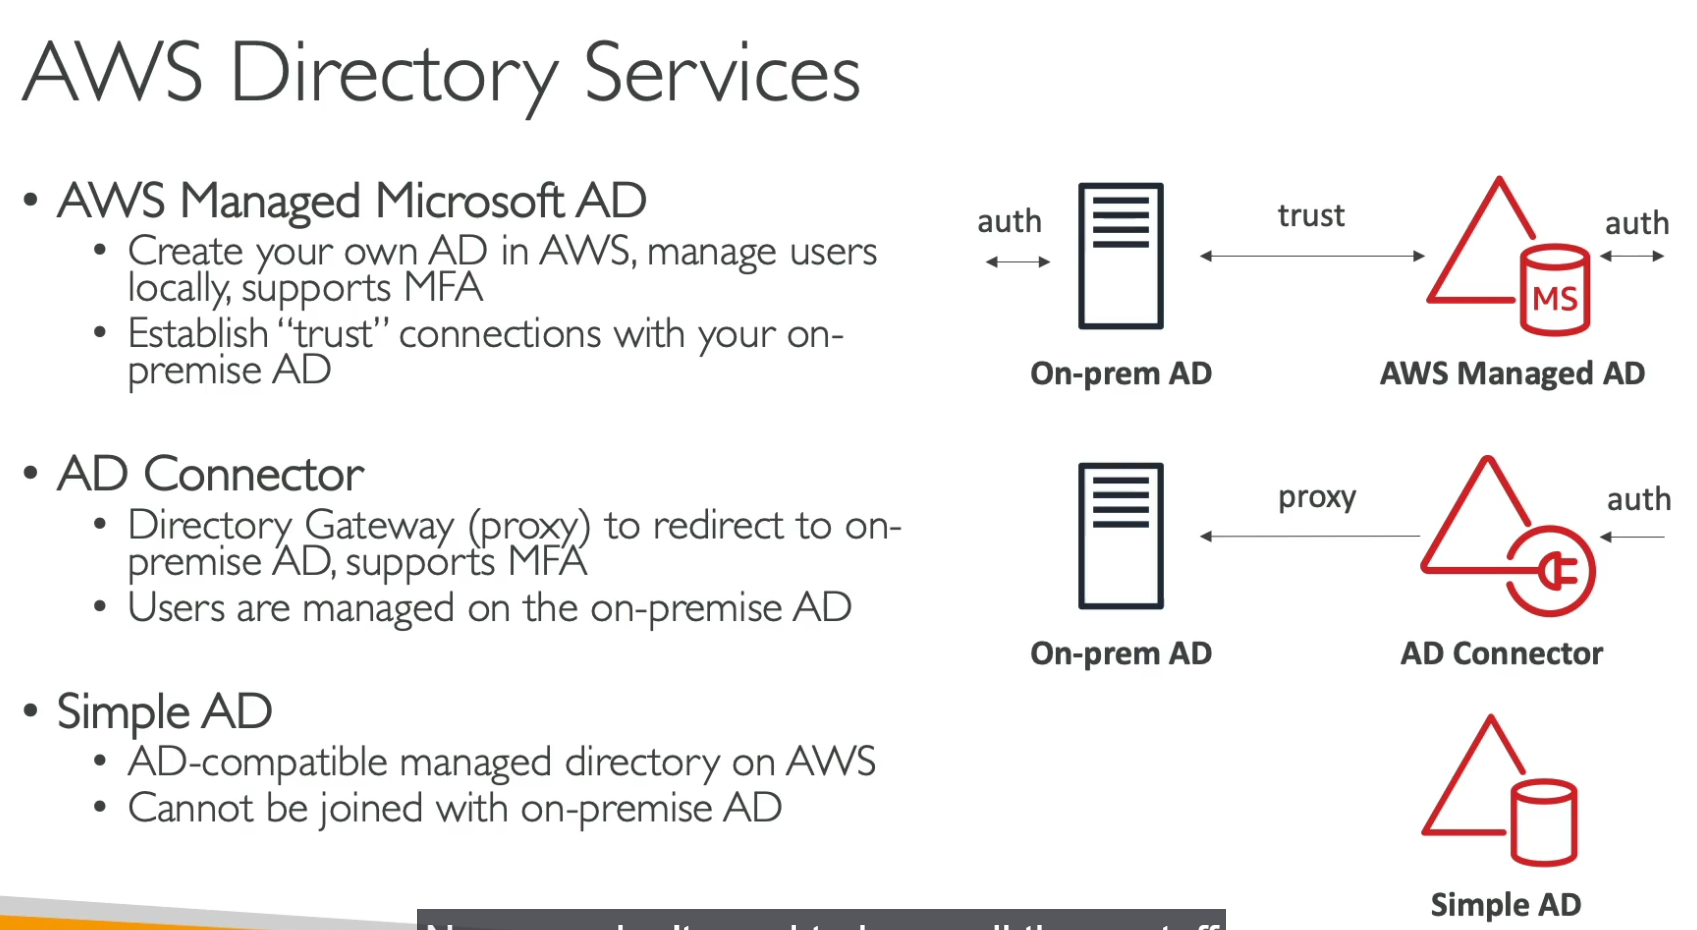 AWS Directory Services
• AWS Managed Microsoft AD
• Create your own AD in AWS, manage users
locally, supports MFA
• Establish “trust” connections with your on-
premise AD
• AD Connector
• Directory Gateway (proxy) to redirect to on-
premise AD, supports MFA
• Users are managed on the on-premise AD
• Simple AD
• AD-compatible managed directory on AWS
• Cannot be joined with on-premise AD
auth
trust
auth
MS
On-prem AD
AWS Managed AD
proxy
auth
On-prem AD
AD Connector
Simple AD